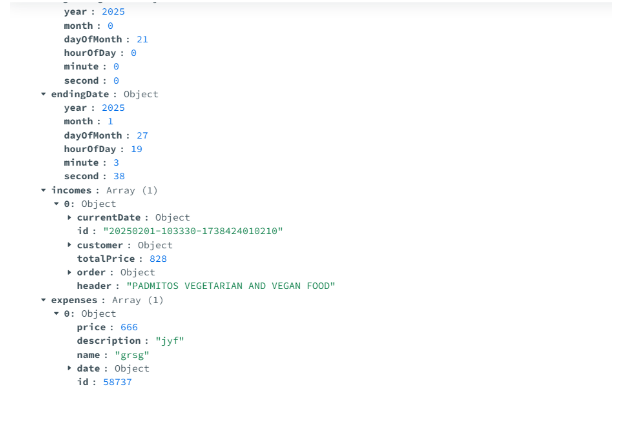 year : 2025
month : 0
dayOfMonth : 21
hourOfDay : 0
minute : 0
second : 0
endingDate : Object
year : 2025
month : 1
dayOfMonth : 27
hourOfDay : 19
minute : 3
second : 38
incomes : Array (1)
0: Object
currentDate : Object
id : "20250201-103330-1738424010210"
customer : Object
totalPrice : 828
order : Object
header : "PADMITOS VEGETARIAN AND VEGAN FOOD"
expenses : Array (1)
0: Object
price : 666
description : "jyf"
name : "grsg"
date : Object
id : 58737